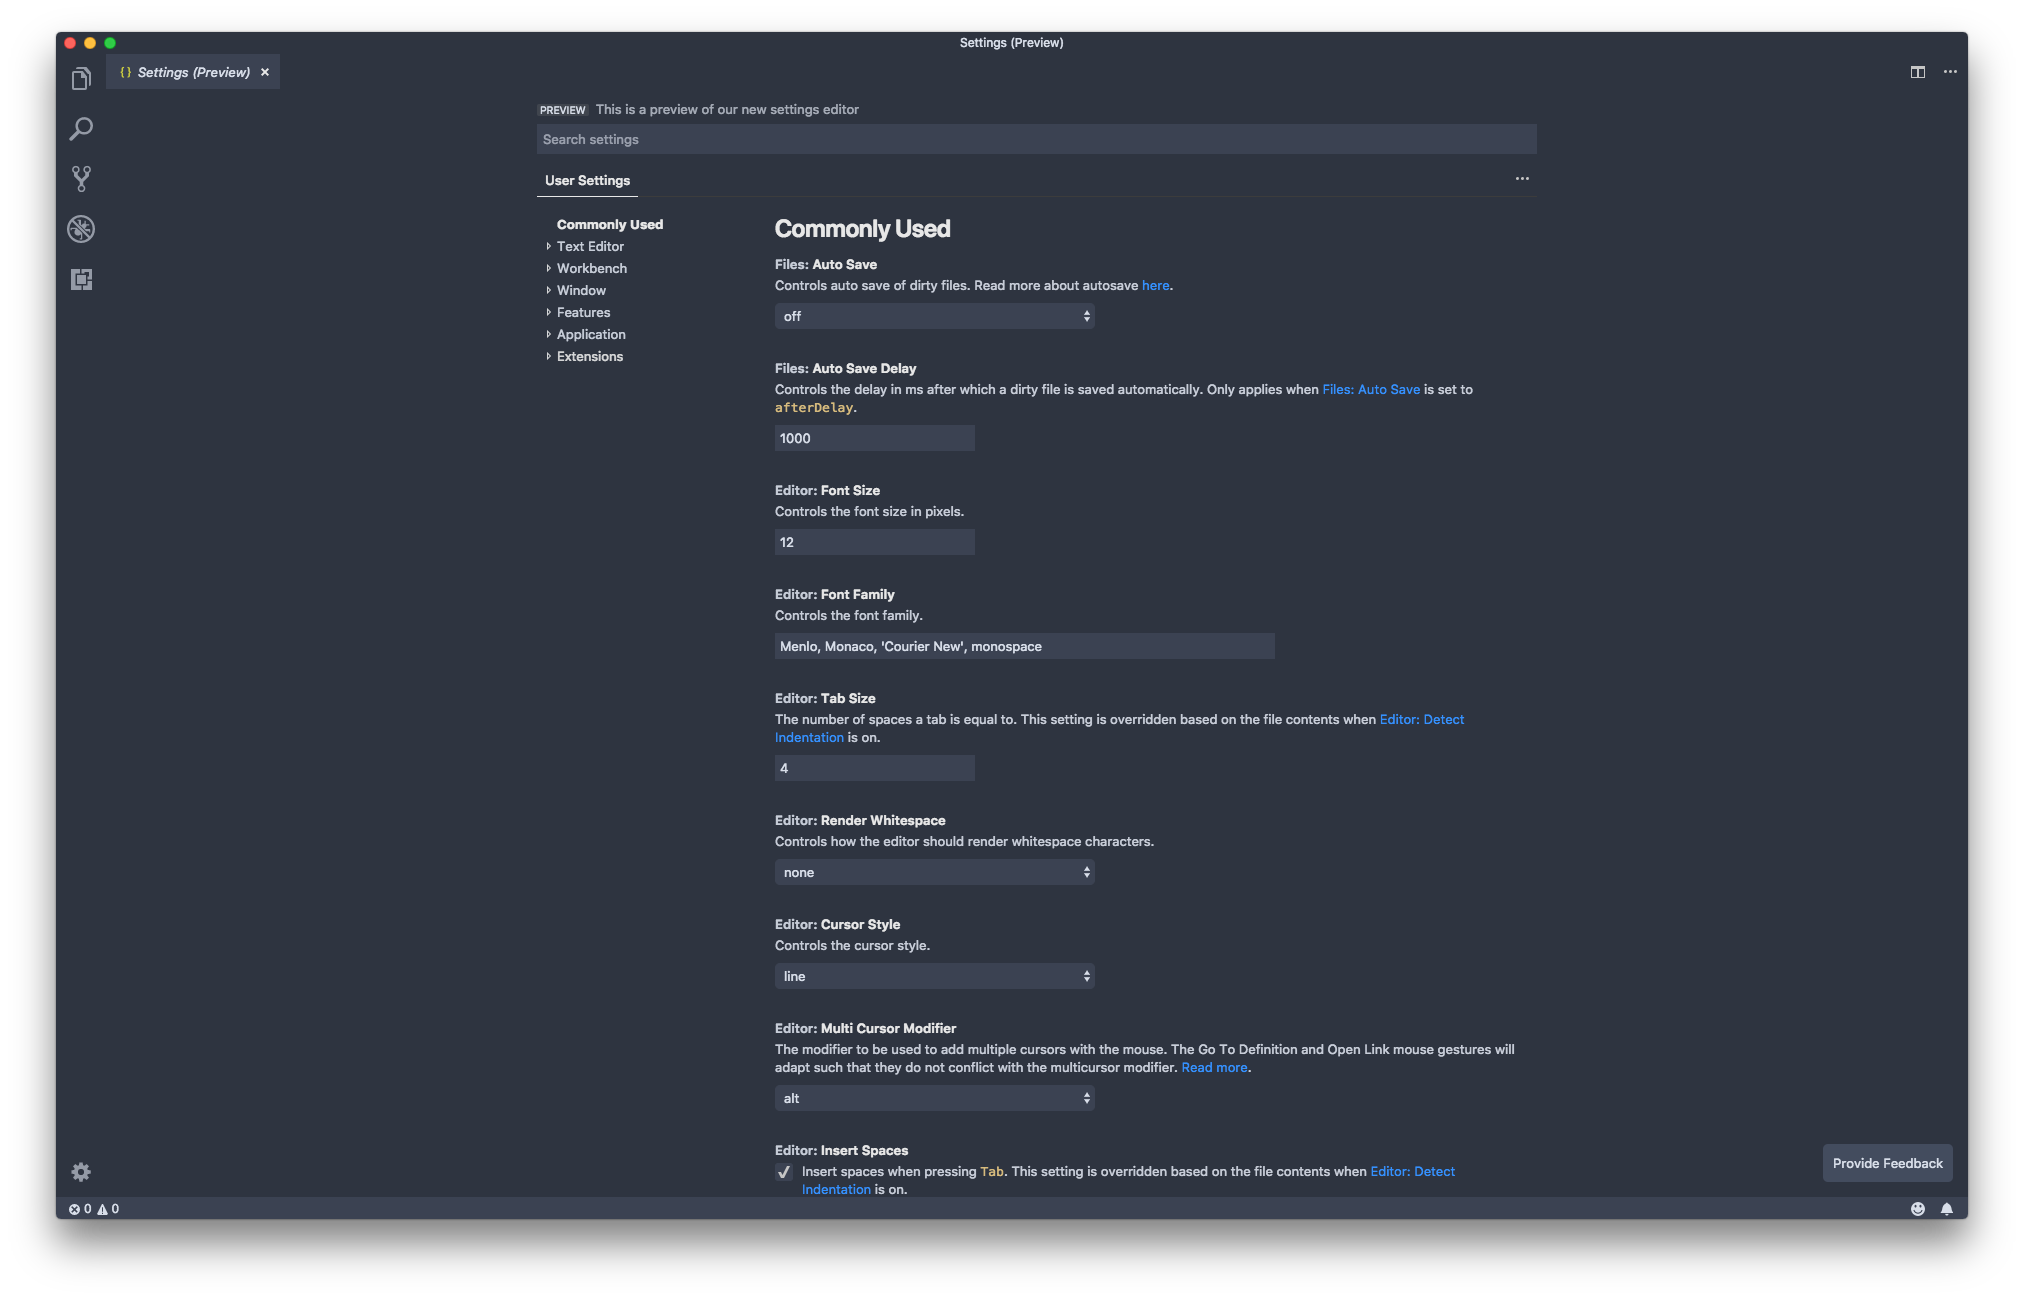 Settings (Preview)
{} Settings (Preview) ×
PREVIEW This is a preview of our new settings editor
Search settings
User Settings
Commonly Used
Text Editor
Workbench
Window
Features
Application
Extensions
Commonly Used
Files: Auto Save
Controls auto save of dirty files. Read more about autosave here.
off
Files: Auto Save Delay
Controls the delay in ms after which a dirty file is saved automatically. Only applies when Files: Auto Save is set to
afterDelay.
1000
Editor: Font Size
Controls the font size in pixels.
12
Editor: Font Family
Controls the font family.
Menlo, Monaco, 'Courier New', monospace
Editor: Tab Size
The number of spaces a tab is equal to. This setting is overridden based on the file contents when Editor: Detect
Indentation is on.
4
Editor: Render Whitespace
Controls how the editor should render whitespace characters.
none
Editor: Cursor Style
Controls the cursor style.
line
Editor: Multi Cursor Modifier
The modifier to be used to add multiple cursors with the mouse. The Go To Definition and Open Link mouse gestures will
adapt such that they do not conflict with the multicursor modifier. Read more.
alt
Editor: Insert Spaces
Insert spaces when pressing Tab. This setting is overridden based on the file contents when Editor: Detect
Indentation is on.
Provide Feedback
0 0